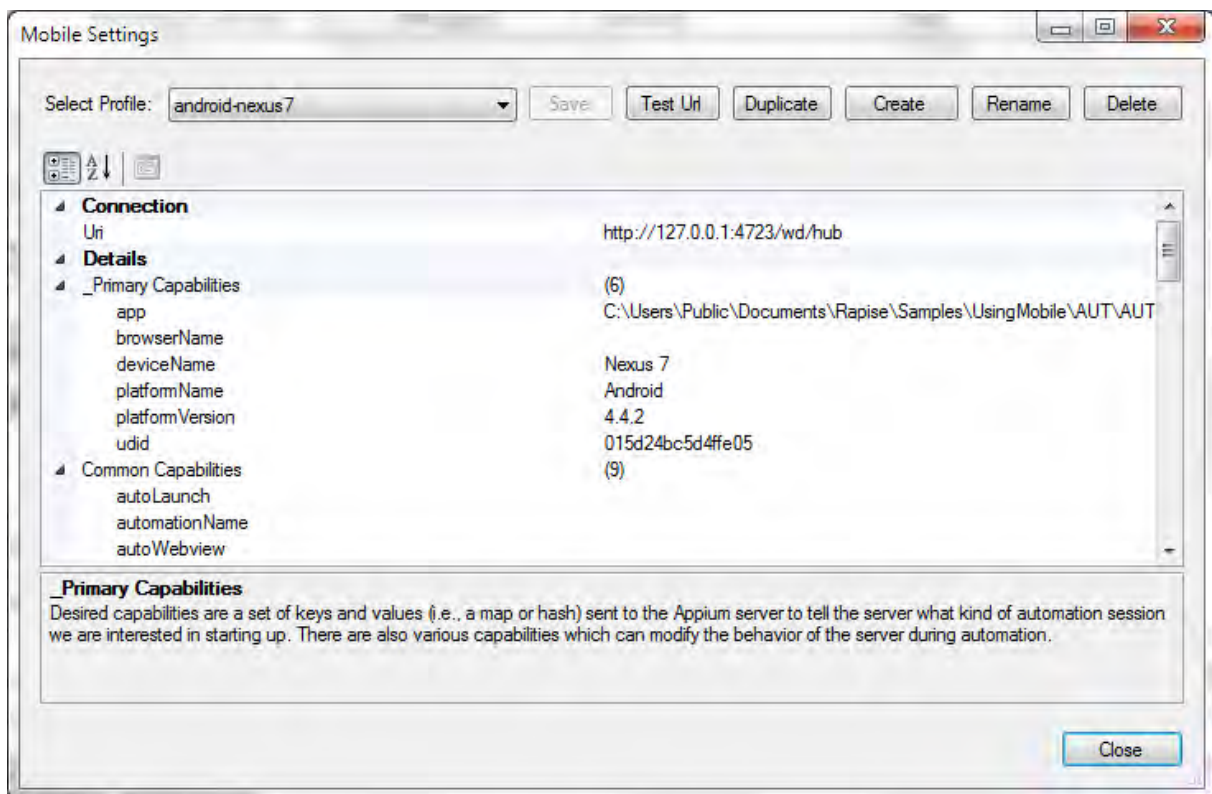 Mobile Settings
Select Profile: android-nexus7 Save Test Url Duplicate Create Rename Delete
Connection
Uri http://127.0.0.1:4723/wd/hub
Details
_Primary Capabilities (6)
app C:\Users\Public\Documents\Rapise\Samples\UsingMobile\AUT\AUT
browserName
deviceName Nexus 7
platformName Android
platformVersion 4.4.2
udid 015d24bc5d4ffe05
Common Capabilities (9)
autoLaunch
automationName
autoWebview
_Primary Capabilities
Desired capabilities are a set of keys and values (i.e., a map or hash) sent to the Appium server to tell the server what kind of automation session
we are interested in starting up. There are also various capabilities which can modify the behavior of the server during automation.
Close